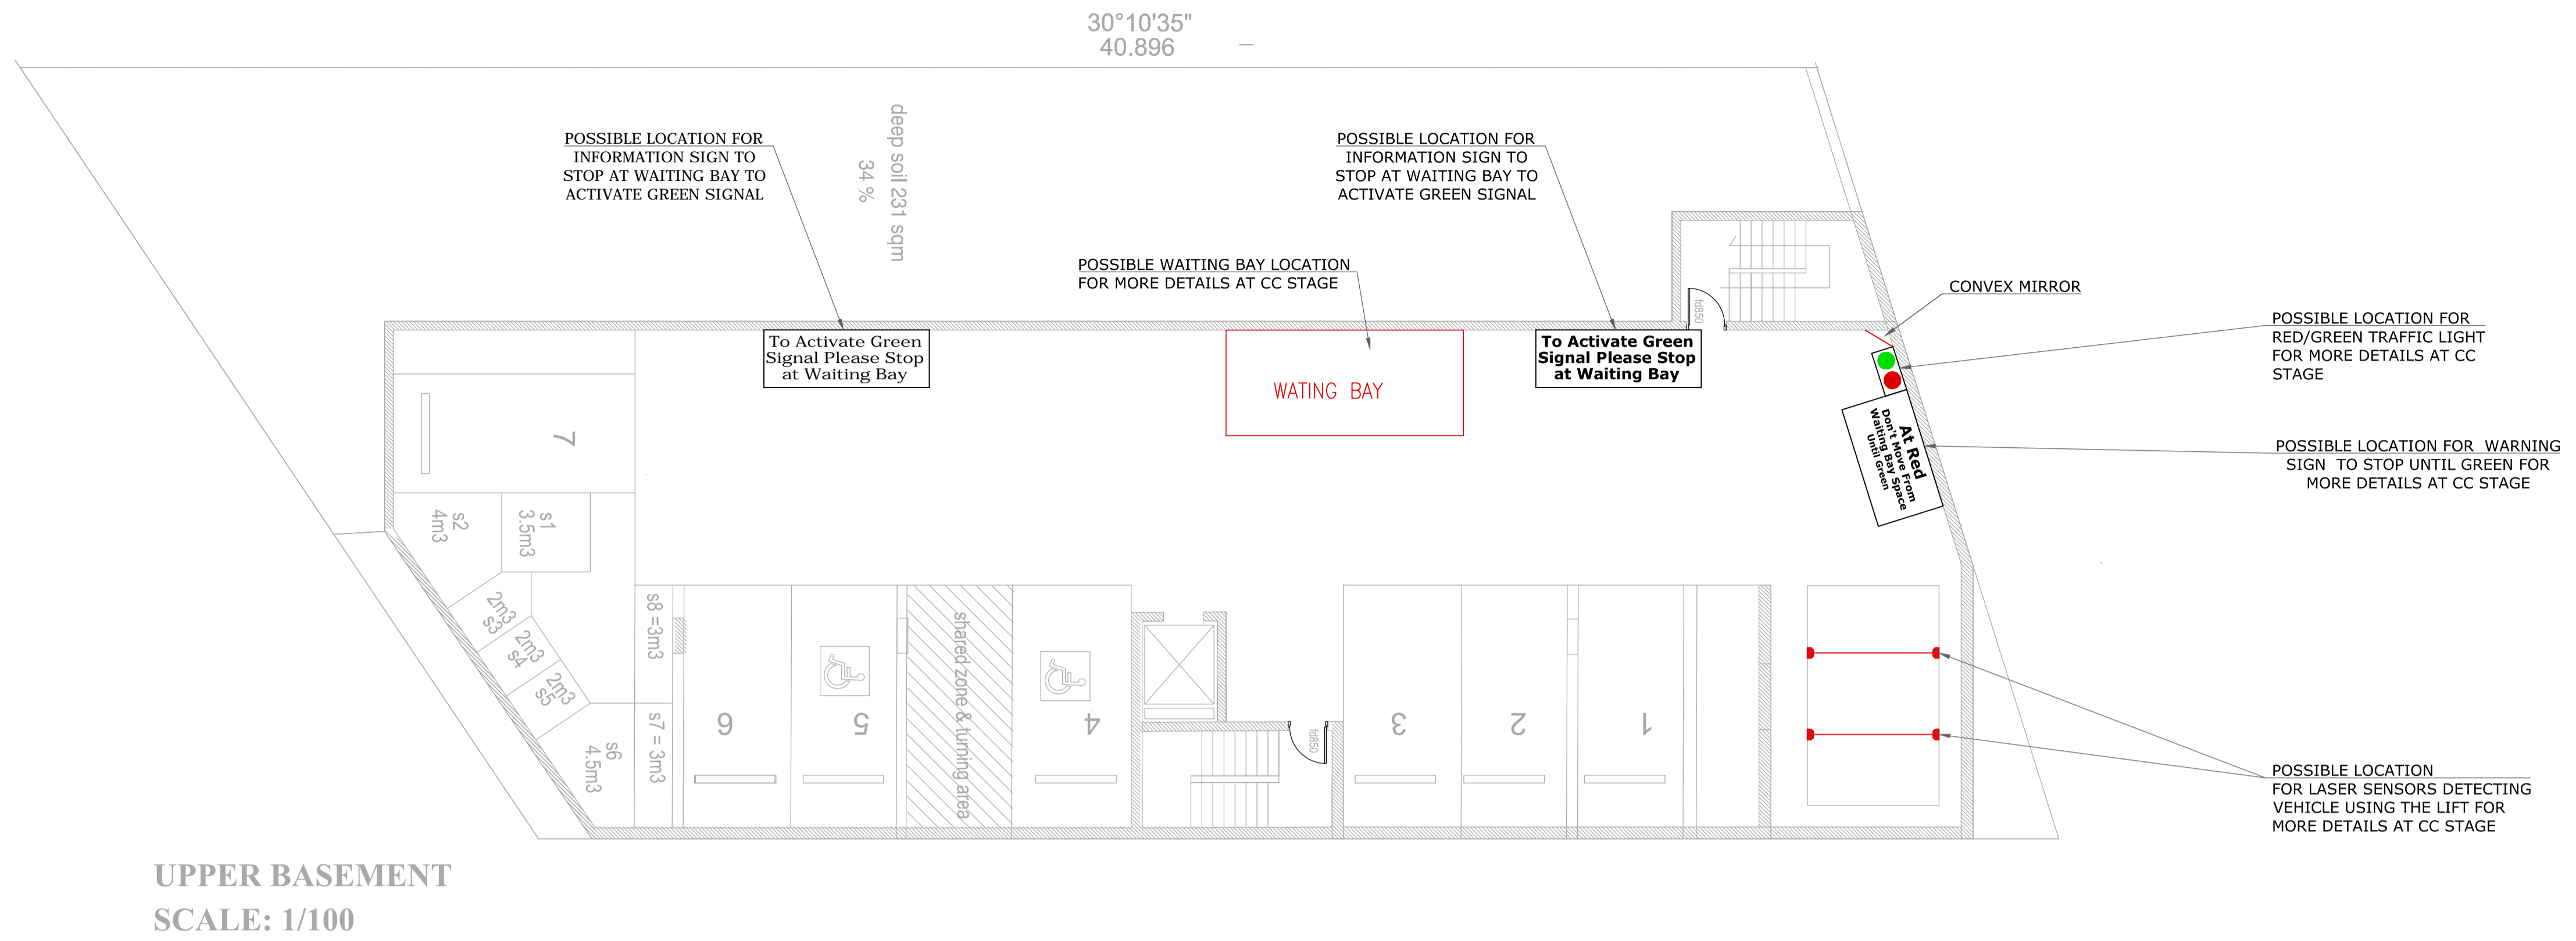 30°10'35"
40.896
deep soil 231 sqm
34 %
POSSIBLE LOCATION FOR
INFORMATION SIGN TO
STOP AT WAITING BAY TO
ACTIVATE GREEN SIGNAL
POSSIBLE LOCATION FOR
INFORMATION SIGN TO
STOP AT WAITING BAY TO
ACTIVATE GREEN SIGNAL
POSSIBLE WAITING BAY LOCATION
FOR MORE DETAILS AT CC STAGE
CONVEX MIRROR
POSSIBLE LOCATION FOR
RED/GREEN TRAFFIC LIGHT
FOR MORE DETAILS AT CC
STAGE
fd850
To Activate Green
Signal Please Stop
at Waiting Bay
WATING BAY
To Activate Green
Signal Please Stop
at Waiting Bay
At Red
Don't Move From
Waiting Bay Space
Until Green
POSSIBLE LOCATION FOR WARNING
SIGN TO STOP UNTIL GREEN FOR
MORE DETAILS AT CC STAGE
7
s2
4m3
s1
3.5m3
2m3
s3
2m3
s4
2m3
s5
s6
4.5m3
s8 =3m3
s7 = 3m3
6
5
shared zone & turning area
4
fd850
3
2
1
POSSIBLE LOCATION
FOR LASER SENSORS DETECTING
VEHICLE USING THE LIFT FOR
MORE DETAILS AT CC STAGE
UPPER BASEMENT
SCALE: 1/100